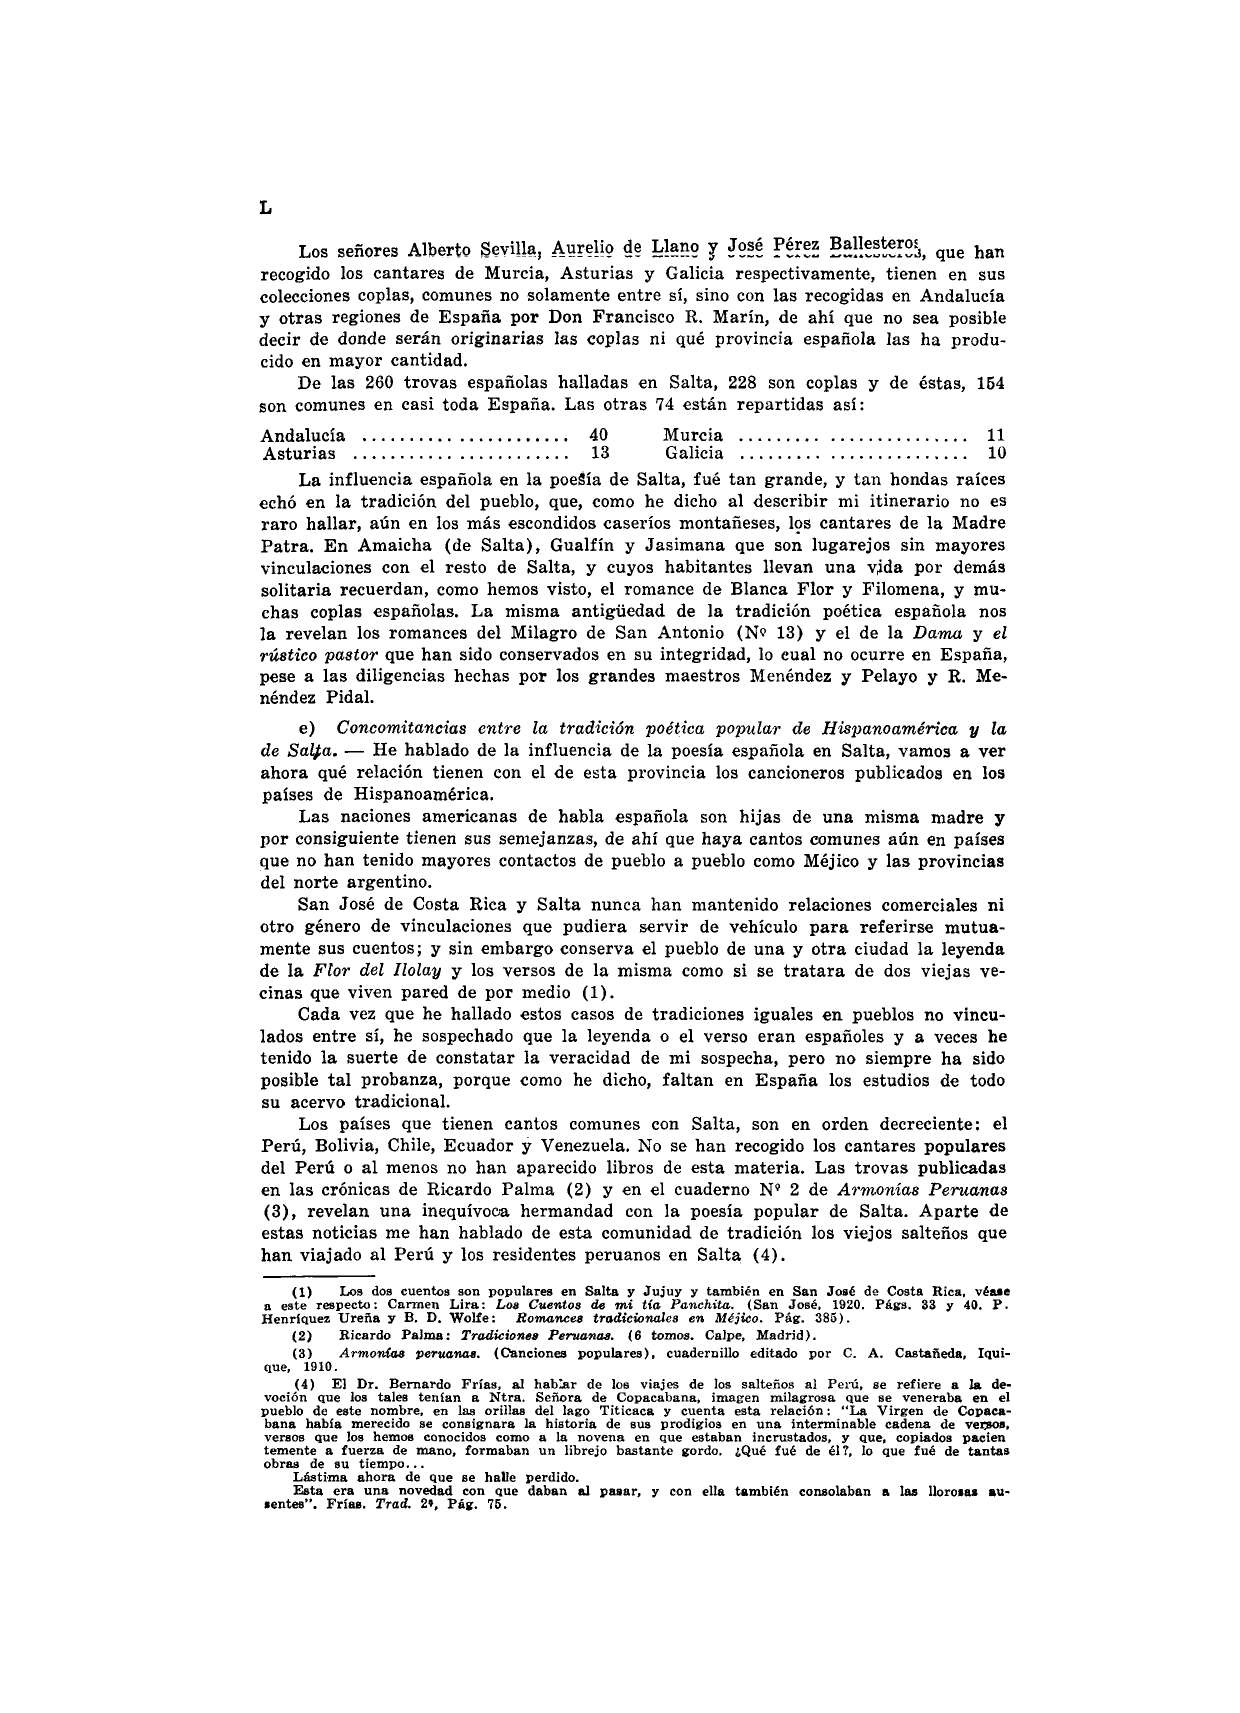 L
Los señores Alberto Sevilla, Aurelio de Llano y José Pérez Ballesteros, que han
recogido los cantares de Murcia, Asturias y Galicia respectivamente, tienen en sus
colecciones coplas, comunes no solamente entre sí, sino con las recogidas en Andalucía
y otras regiones de España por Don Francisco R. Marín, de ahí que no sea posible
decir de donde serán originarias las coplas ni qué provincia española las ha produ-
cido en mayor cantidad.
De las 260 trovas españolas halladas en Salta, 228 son coplas y de éstas, 154
son comunes en casi toda España. Las otras 74 están repartidas así:
Andalucía ...................... 40 Murcia ......................... 11
Asturias ....................... 13 Galicia ......................... 10
La influencia española en la poesía de Salta, fué tan grande, y tan hondas raíces
echó en la tradición del pueblo, que, como he dicho al describir mi itinerario no es
raro hallar, aún en los más escondidos caseríos montañeses, los cantares de la Madre
Patra. En Amaicha (de Salta), Gualfín y Jasimana que son lugarejos sin mayores
vinculaciones con el resto de Salta, y cuyos habitantes llevan una vida por demás
solitaria recuerdan, como hemos visto, el romance de Blanca Flor y Filomena, y mu-
chas coplas españolas. La misma antigüedad de la tradición poética española nos
la revelan los romances del Milagro de San Antonio (Nº 13) y el de la Dama y el
rústico pastor que han sido conservados en su integridad, lo cual no ocurre en España,
pese a las diligencias hechas por los grandes maestros Menéndez y Pelayo y R. Me-
néndez Pidal.
e) Concomitancias entre la tradición poética popular de Hispanoamérica y la
de Salta. — He hablado de la influencia de la poesía española en Salta, vamos a ver
ahora qué relación tienen con el de esta provincia los cancioneros publicados en los
países de Hispanoamérica.
Las naciones americanas de habla española son hijas de una misma madre y
por consiguiente tienen sus semejanzas, de ahí que haya cantos comunes aún en países
que no han tenido mayores contactos de pueblo a pueblo como Méjico y las provincias
del norte argentino.
San José de Costa Rica y Salta nunca han mantenido relaciones comerciales ni
otro género de vinculaciones que pudiera servir de vehículo para referirse mutua-
mente sus cuentos; y sin embargo conserva el pueblo de una y otra ciudad la leyenda
de la Flor del Ilolay y los versos de la misma como si se tratara de dos viejas ve-
cinas que viven pared de por medio (1).
Cada vez que he hallado estos casos de tradiciones iguales en pueblos no vincu-
lados entre sí, he sospechado que la leyenda o el verso eran españoles y a veces he
tenido la suerte de constatar la veracidad de mi sospecha, pero no siempre ha sido
posible tal probanza, porque como he dicho, faltan en España los estudios de todo
su acervo tradicional.
Los países que tienen cantos comunes con Salta, son en orden decreciente: el
Perú, Bolivia, Chile, Ecuador y Venezuela. No se han recogido los cantares populares
del Perú o al menos no han aparecido libros de esta materia. Las trovas publicadas
en las crónicas de Ricardo Palma (2) y en el cuaderno Nº 2 de Armonías Peruanas
(3), revelan una inequívoca hermandad con la poesía popular de Salta. Aparte de
estas noticias me han hablado de esta comunidad de tradición los viejos salteños que
han viajado al Perú y los residentes peruanos en Salta (4).
(1) Los dos cuentos son populares en Salta y Jujuy y también en San José de Costa Rica, véase
a este respecto: Carmen Lira: Los Cuentos de mi tía Panchita. (San José, 1920. Págs. 33 y 40. P.
Henríquez Ureña y B. D. Wolfe: Romances tradicionales en Méjico. Pág. 385).
(2) Ricardo Palma: Tradiciones Peruanas. (6 tomos. Calpe, Madrid).
(3) Armonías peruanas. (Canciones populares), cuadernillo editado por C. A. Castañeda, Iqui-
que, 1910.
(4) El Dr. Bernardo Frías, al hablar de los viajes de los salteños al Perú, se refiere a la de-
voción que los tales tenían a Ntra. Señora de Copacabana, imagen milagrosa que se veneraba en el
pueblo de este nombre, en las orillas del lago Titicaca y cuenta esta relación: "La Virgen de Copaca-
bana había merecido se consignara la historia de sus prodigios en una interminable cadena de versos,
versos que los hemos conocidos como a la novena en que estaban incrustados, y que, copiados pacien
temente a fuerza de mano, formaban un librejo bastante gordo. ¿Qué fué de él?, lo que fué de tantas
obras de su tiempo...
Lástima ahora de que se halle perdido.
Esta era una novedad con que daban al pasar, y con ella también consolaban a las llorosas au-
sentes". Frías. Trad. 2ª, Pág. 75.